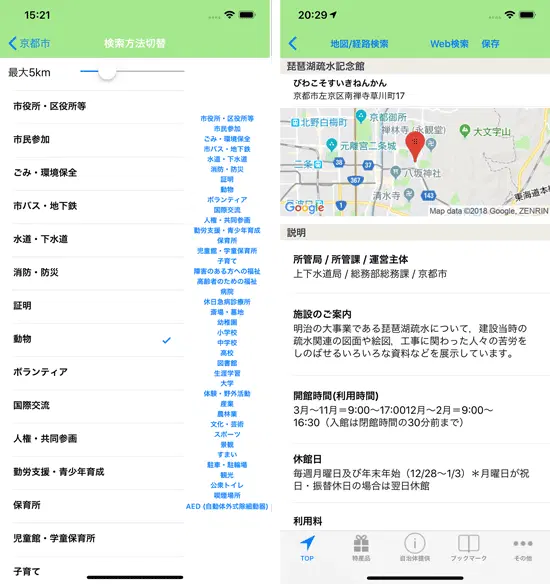 15:21
京都市
検索方法切替
最大5km
市役所・区役所等
市民参加
ごみ・環境保全
市バス・地下鉄
水道・下水道
消防・防災
証明
動物
ボランティア
国際交流
人権・共同参画
勤労支援・青少年育成
保育所
児童館・学童保育所
子育て
市役所・区役所等
市民参加
ごみ・環境保全
市バス・地下鉄
水道・下水道
消防・防災
証明
動物
ボランティア
国際交流
人権・共同参画
勤労支援・青少年育成
保育所
児童館・学童保育所
子育て
障害のある方への福祉
高齢者のための福祉
病院
休日急病診療所
斎場・墓地
幼稚園
小学校
中学校
高校
図書館
生涯学習
大学
体験・野外活動
産業
農林業
文化・芸術
スポーツ
景観
すまい
駐車・駐輪場
観光
公衆トイレ
喫煙場所
AED (自動体外式除細動器)
20:29
地図/経路検索
Web検索
保存
琵琶湖疏水記念館
びわこそすいきねんかん
京都市左京区南禅寺草川町17
北野白梅町
京都御所
禅林寺 (永観堂)
大文字山
元離宮二条城
二条
38
37
367
八坂神社
清水寺
1
東海道本線
Google
Map data ©2018 Google, ZENRIN
説明
所管局 / 所管課 / 運営主体
上下水道局 / 総務部総務課 / 京都市
施設のご案内
明治の大事業である琵琶湖疏水について，建設当時の
疏水関連の図面や絵図，工事に関わった人々の苦労を
しのばせるいろいろな資料などを展示しています。
開館時間(利用時間)
3月〜11月＝9:00〜17:0012月〜2月＝9:00〜
16:30（入館は閉館時間の30分前まで）
休館日
毎週月曜日及び年末年始（12/28〜1/3）＊月曜日が祝
日・振替休日の場合は翌日休館
利用料
TOP
特産品
自治体提供
ブックマーク
その他